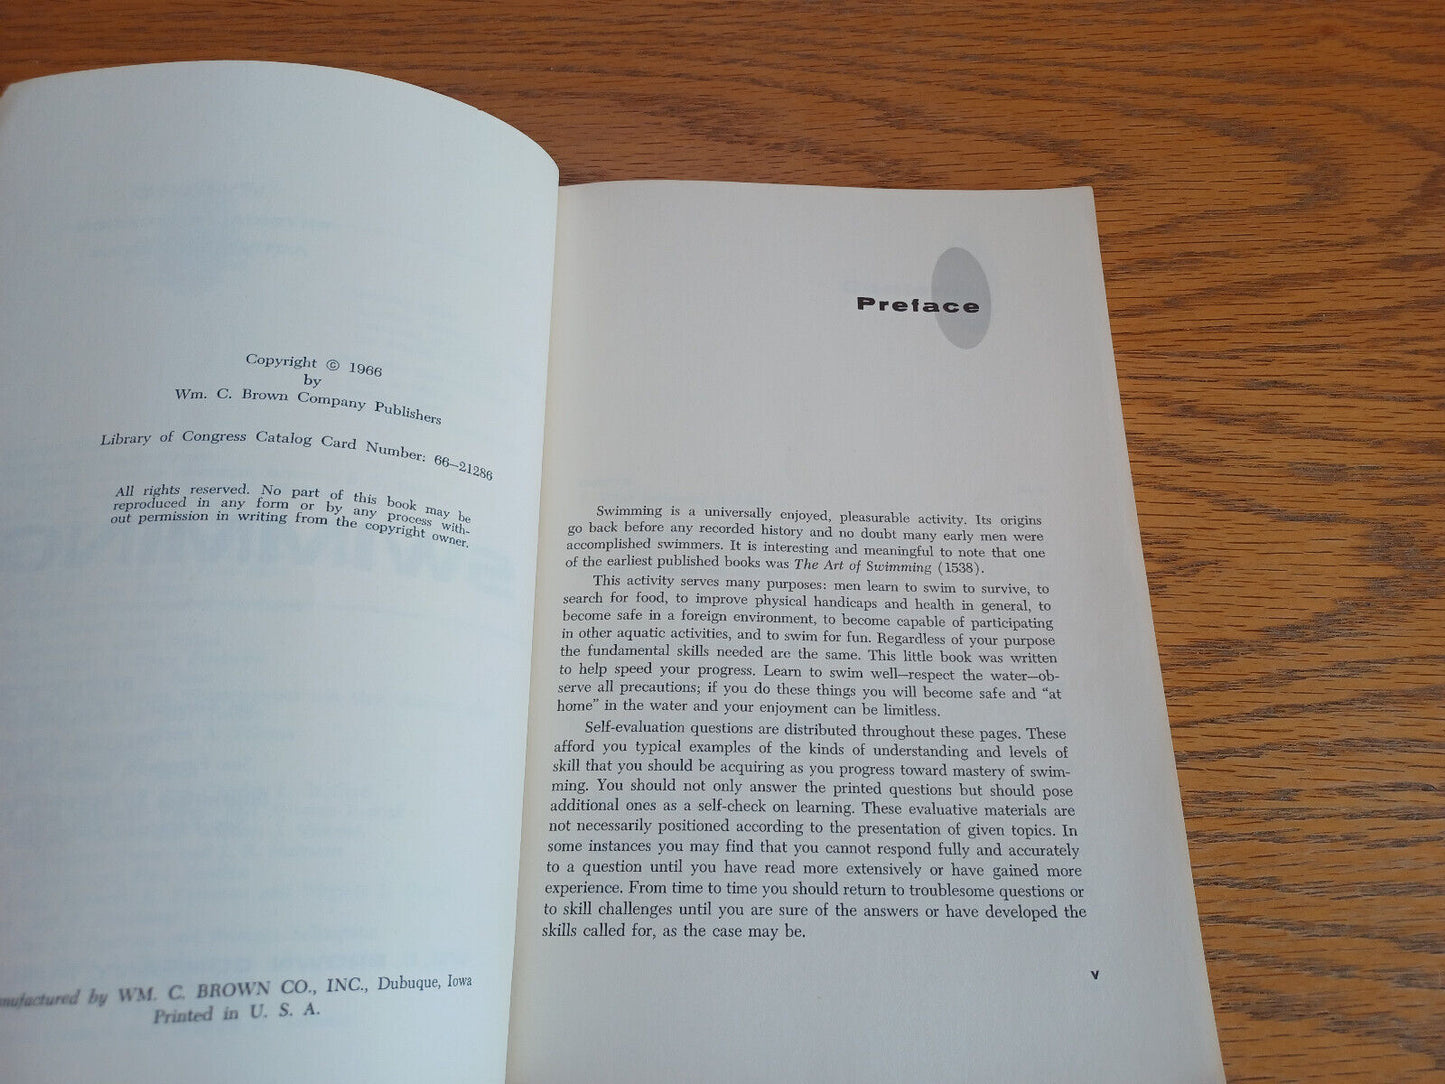 Copyright © 1966
by
Wm. C. Brown Company Publishers
Library of Congress Catalog Card Number: 66–21286
All rights reserved. No part of this book may be
reproduced in any form or by any process with-
out permission in writing from the copyright owner.
Manufactured by WM. C. BROWN CO., INC., Dubuque, Iowa
Printed in U. S. A.
Preface
Swimming is a universally enjoyed, pleasurable activity. Its origins
go back before any recorded history and no doubt many early men were
accomplished swimmers. It is interesting and meaningful to note that one
of the earliest published books was The Art of Swimming (1538).
This activity serves many purposes: men learn to swim to survive, to
search for food, to improve physical handicaps and health in general, to
become safe in a foreign environment, to become capable of participating
in other aquatic activities, and to swim for fun. Regardless of your purpose
the fundamental skills needed are the same. This little book was written
to help speed your progress. Learn to swim well—respect the water—ob-
serve all precautions; if you do these things you will become safe and “at
home” in the water and your enjoyment can be limitless.
Self-evaluation questions are distributed throughout these pages. These
afford you typical examples of the kinds of understanding and levels of
skill that you should be acquiring as you progress toward mastery of swim-
ming. You should not only answer the printed questions but should pose
additional ones as a self-check on learning. These evaluative materials are
not necessarily positioned according to the presentation of given topics. In
some instances you may find that you cannot respond fully and accurately
to a question until you have read more extensively or have gained more
experience. From time to time you should return to troublesome questions or
to skill challenges until you are sure of the answers or have developed the
skills called for, as the case may be.
v